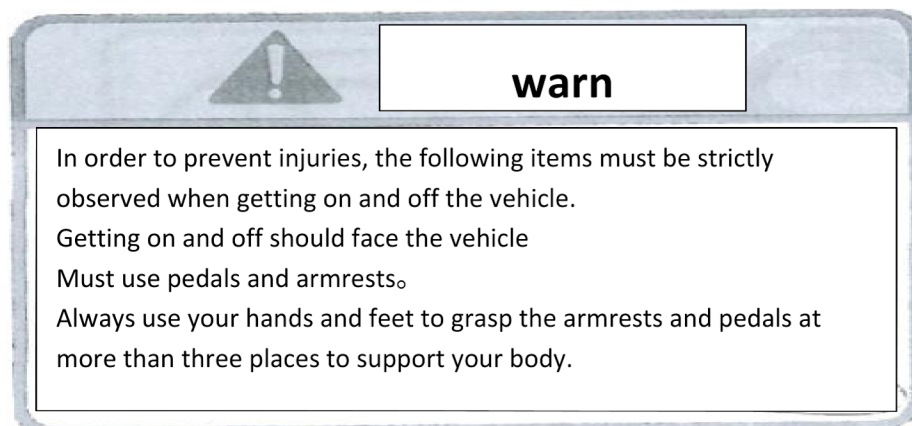 warn
In order to prevent injuries, the following items must be strictly
observed when getting on and off the vehicle.
Getting on and off should face the vehicle
Must use pedals and armrests。
Always use your hands and feet to grasp the armrests and pedals at
more than three places to support your body.